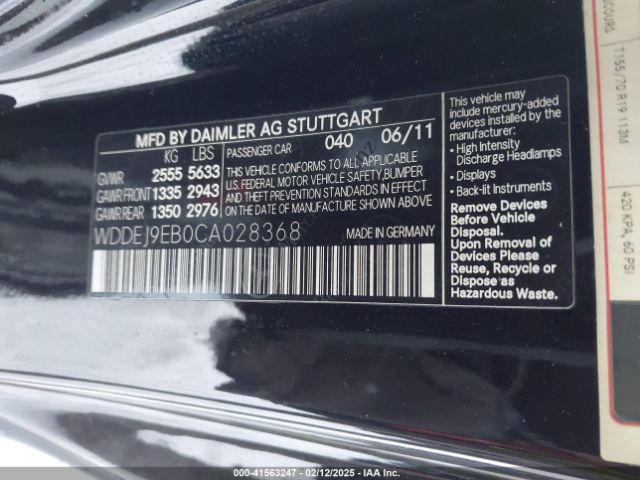 MFD BY DAIMLER AG STUTTGART
KG LBS
GVWR 2555 5633
GAWR FRONT 1335 2943
GAWR REAR 1350 2976
PASSENGER CAR 040 06/11
THIS VEHICLE CONFORMS TO ALL APPLICABLE
U.S. FEDERAL MOTOR VEHICLE SAFETY,BUMPER
AND THEFT PREVENTION STANDARDS IN EFFECT
ON THE DATE OF MANUFACTURE SHOWN ABOVE
WDDEJ9EB0CA028368 MADE IN GERMANY
This vehicle may
include mercury-added
devices installed by the
manufacturer:
• High Intensity
Discharge Headlamps
• Displays
• Back-lit Instruments
Remove Devices
Before Vehicle
Disposal.
Upon Removal of
Devices Please
Reuse, Recycle or
Dispose as
Hazardous Waste.
T155/70 R19 113M
420 KPA, 60 PSI
000-41563247 - 02/12/2025 - IAA Inc.